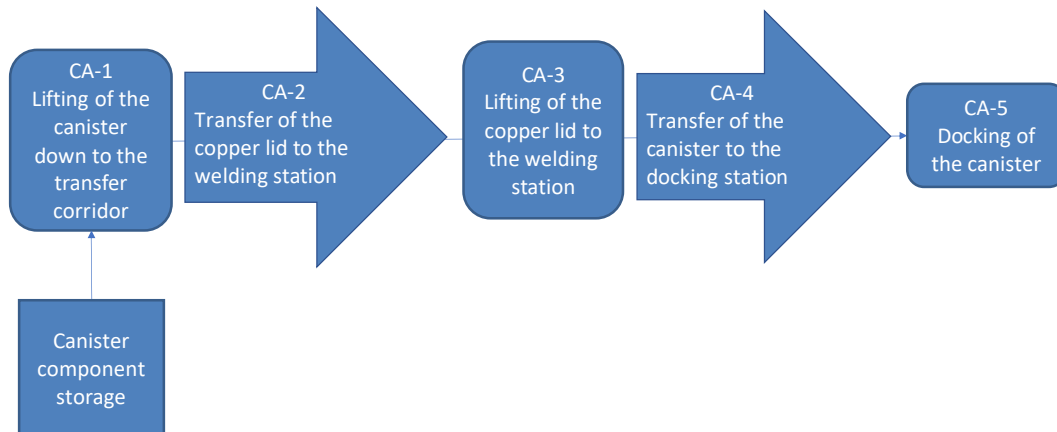 CA-1
Lifting of the
canister
down to the
transfer
corridor
CA-2
Transfer of the
copper lid to the
welding station
CA-3
Lifting of the
copper lid to
the welding
station
CA-4
Transfer of the
canister to the
docking station
CA-5
Docking of
the canister
Canister
component
storage